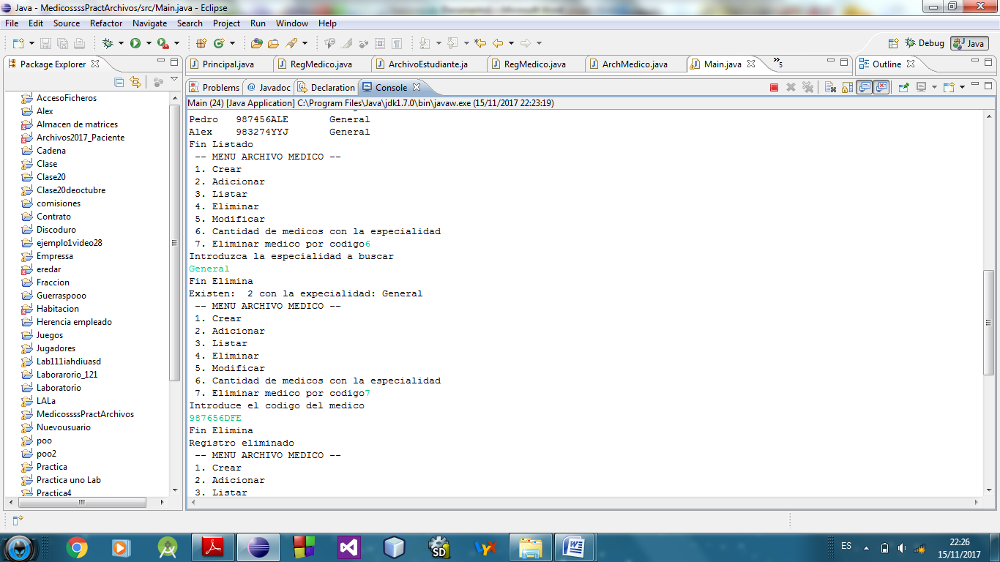 Java - MedicossssPractArchivos/src/Main.java - Eclipse
File Edit Source Refactor Navigate Search Project Run Window Help
Debug Java
Package Explorer
Principal.java RegMedico.java ArchivoEstudiante.ja RegMedico.java ArchMedico.java Main.java »5
Outline
Problems @ Javadoc Declaration Console
Main (24) [Java Application] C:\Program Files\Java\jdk1.7.0\bin\javaw.exe (15/11/2017 22:23:19)
AccesoFicheros
Alex
Almacen de matrices
Archivos2017_Paciente
Cadena
Clase
Clase20
Clase20deoctubre
comisiones
Contrato
Discoduro
ejemplo1video28
Empressa
eredar
Fraccion
Guerraspooo
Habitacion
Herencia empleado
Juegos
Jugadores
Lab111iahdiuasd
Laborarorio_121
Laboratorio
LALa
MedicossssPractArchivos
Nuevousuario
poo
poo2
Practica
Practica uno Lab
Practica4
Pedro 987456ALE General
Alex 983274YYJ General
Fin Listado
-- MENU ARCHIVO MEDICO --
1. Crear
2. Adicionar
3. Listar
4. Eliminar
5. Modificar
6. Cantidad de medicos con la especialidad
7. Eliminar medico por codigo6
Introduzca la especialidad a buscar
General
Fin Elimina
Existen:  2 con la expecialidad: General
-- MENU ARCHIVO MEDICO --
1. Crear
2. Adicionar
3. Listar
4. Eliminar
5. Modificar
6. Cantidad de medicos con la especialidad
7. Eliminar medico por codigo7
Introduce el codigo del medico
987656DFE
Fin Elimina
Registro eliminado
-- MENU ARCHIVO MEDICO --
1. Crear
2. Adicionar
3. Listar
ES
22:26
15/11/2017